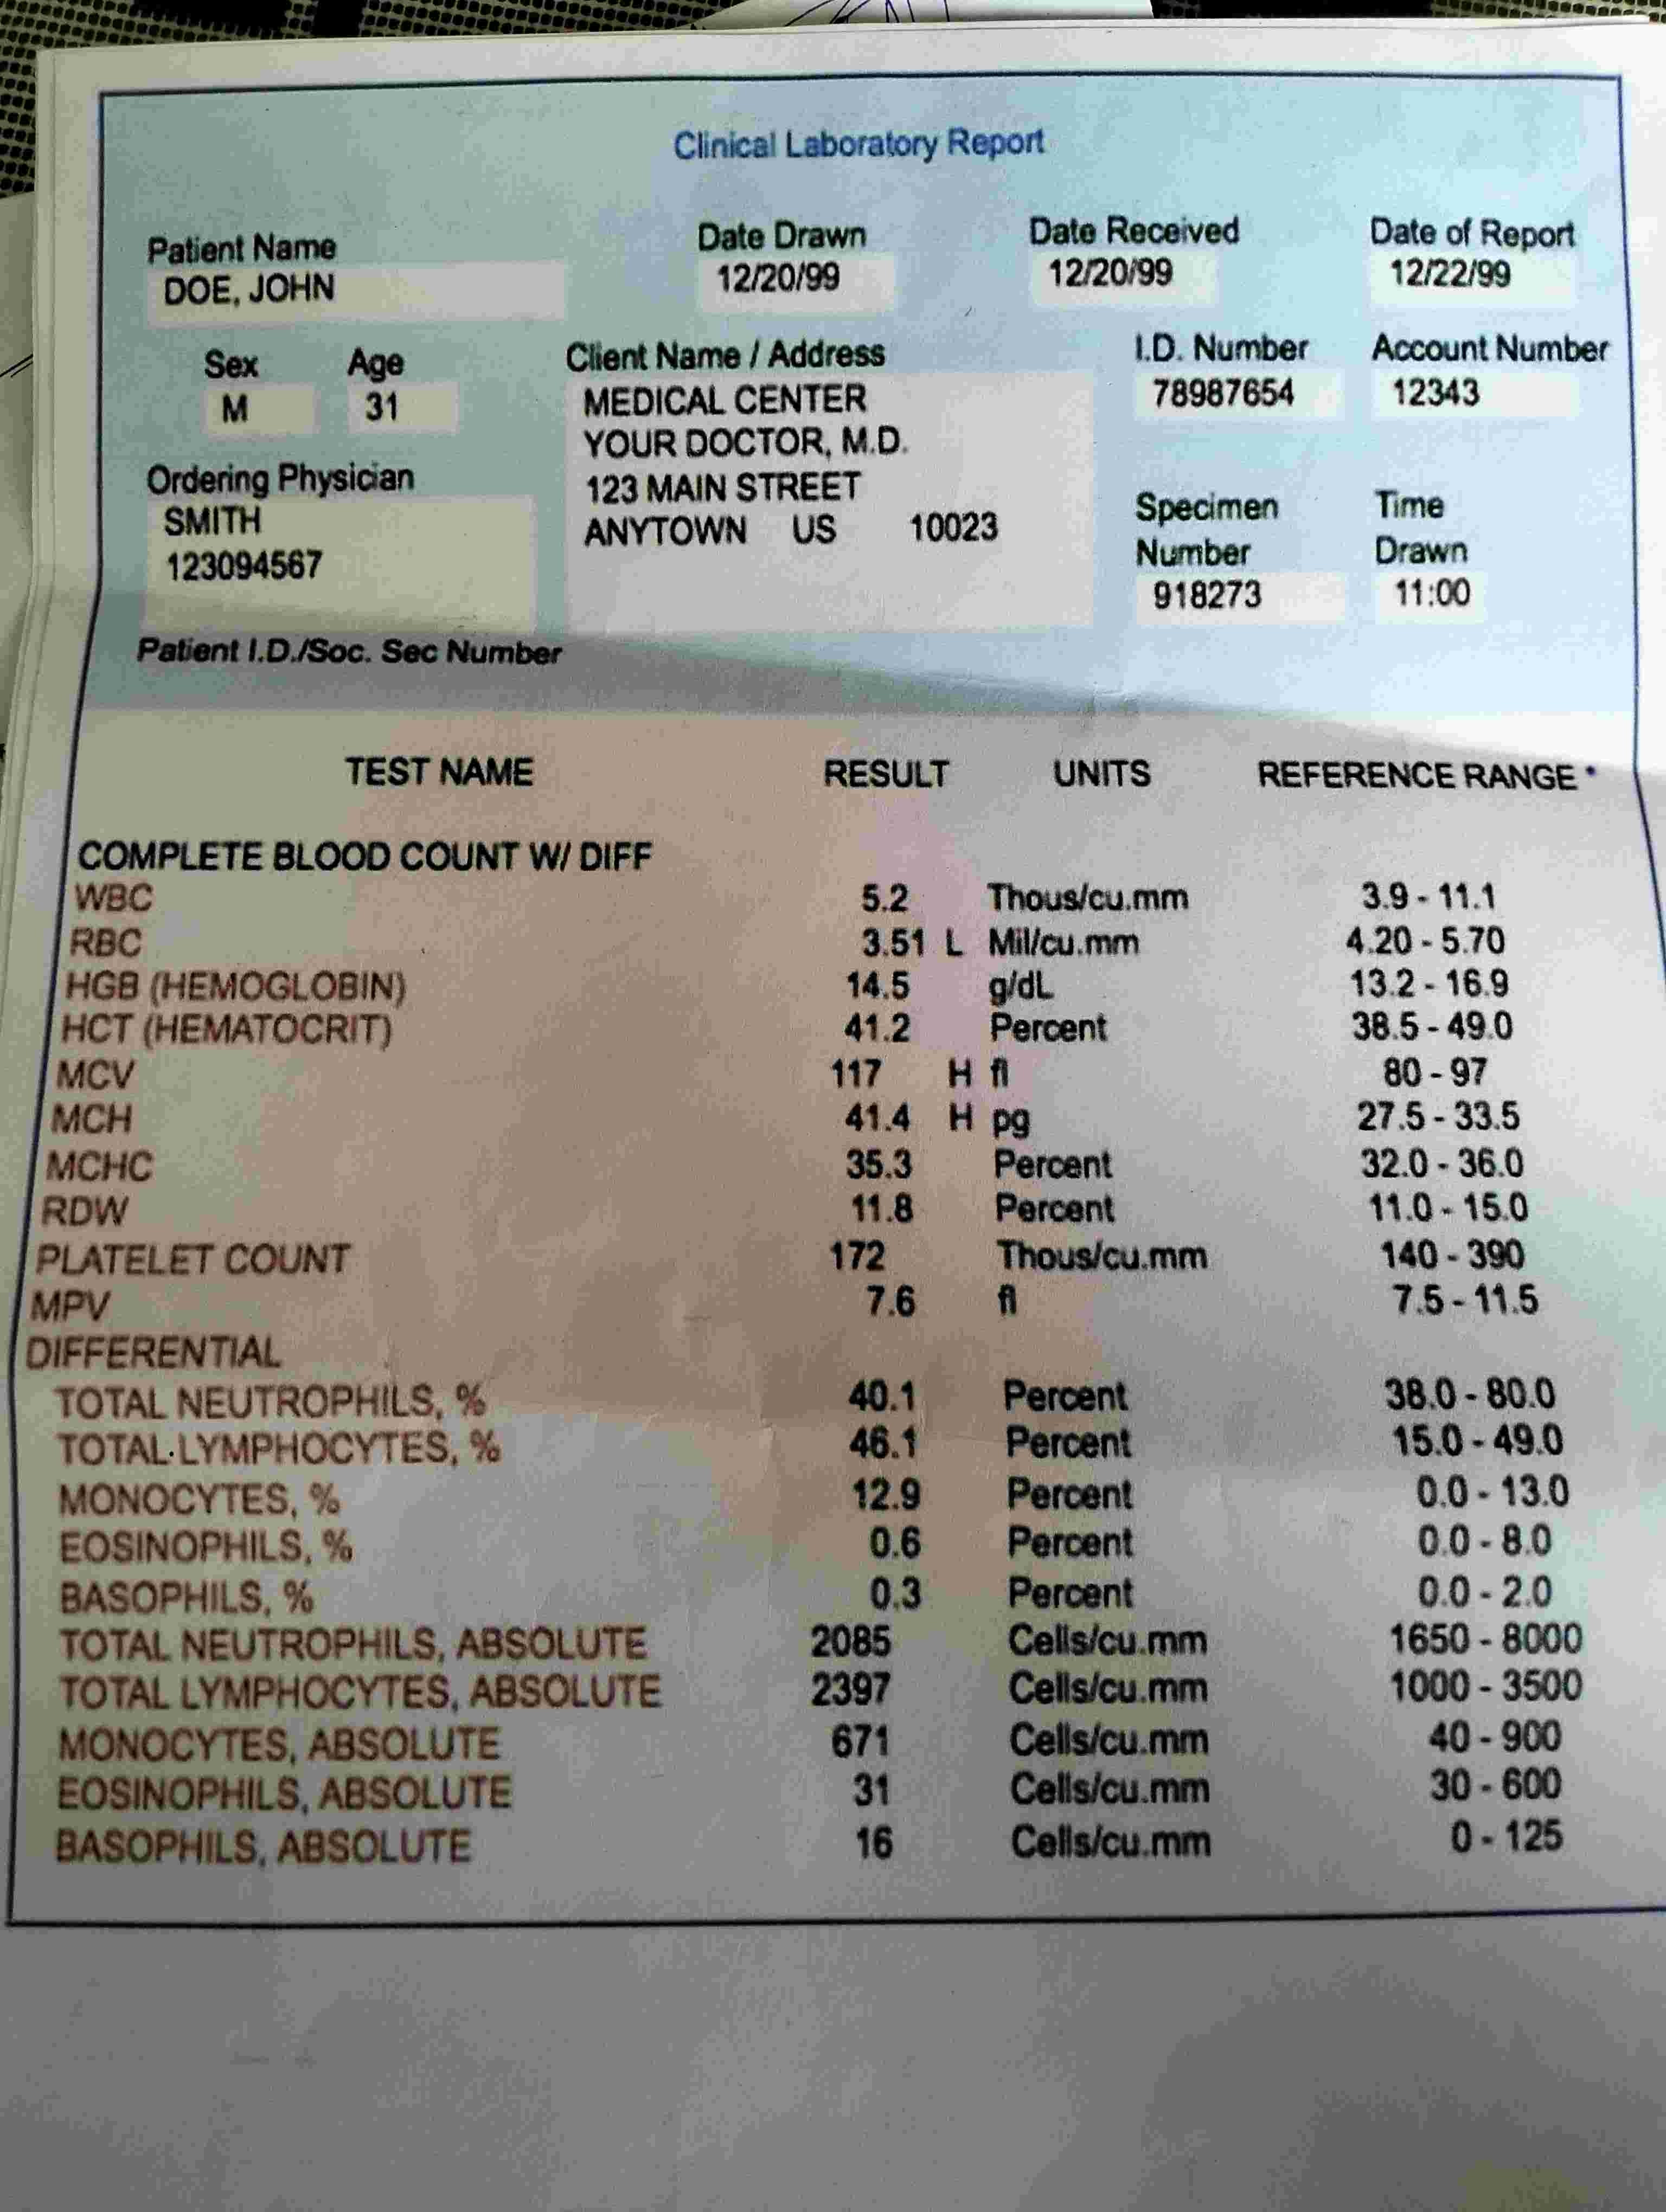 Clinical Laboratory Report
Patient Name
DOE, JOHN
Date Drawn
12/20/99
Date Received
12/20/99
Date of Report
12/22/99
Sex
M
Age
31
Client Name / Address
MEDICAL CENTER
YOUR DOCTOR, M.D.
123 MAIN STREET
ANYTOWN US 10023
I.D. Number
78987654
Account Number
12343
Ordering Physician
SMITH
123094567
Specimen
Number
918273
Time
Drawn
11:00
Patient I.D./Soc. Sec Number
TEST NAME RESULT UNITS REFERENCE RANGE *
COMPLETE BLOOD COUNT W/ DIFF
WBC 5.2 Thous/cu.mm 3.9 - 11.1
RBC 3.51 L Mil/cu.mm 4.20 - 5.70
HGB (HEMOGLOBIN) 14.5 g/dL 13.2 - 16.9
HCT (HEMATOCRIT) 41.2 Percent 38.5 - 49.0
MCV 117 H fl 80 - 97
MCH 41.4 H pg 27.5 - 33.5
MCHC 35.3 Percent 32.0 - 36.0
RDW 11.8 Percent 11.0 - 15.0
PLATELET COUNT 172 Thous/cu.mm 140 - 390
MPV 7.6 fl 7.5 - 11.5
DIFFERENTIAL
TOTAL NEUTROPHILS, % 40.1 Percent 38.0 - 80.0
TOTAL LYMPHOCYTES, % 46.1 Percent 15.0 - 49.0
MONOCYTES, % 12.9 Percent 0.0 - 13.0
EOSINOPHILS, % 0.6 Percent 0.0 - 8.0
BASOPHILS, % 0.3 Percent 0.0 - 2.0
TOTAL NEUTROPHILS, ABSOLUTE 2085 Cells/cu.mm 1650 - 8000
TOTAL LYMPHOCYTES, ABSOLUTE 2397 Cells/cu.mm 1000 - 3500
MONOCYTES, ABSOLUTE 671 Cells/cu.mm 40 - 900
EOSINOPHILS, ABSOLUTE 31 Cells/cu.mm 30 - 600
BASOPHILS, ABSOLUTE 16 Cells/cu.mm 0 - 125